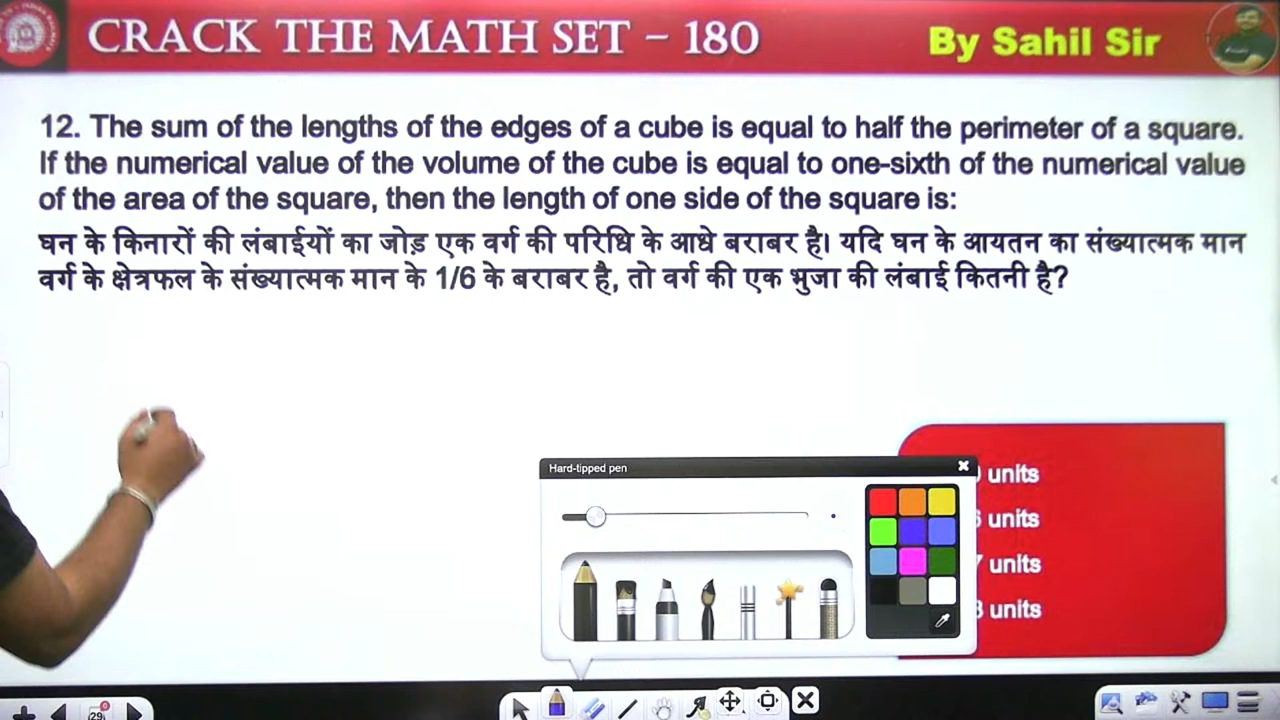 CRACK THE MATH SET – 180
By Sahil Sir
12. The sum of the lengths of the edges of a cube is equal to half the perimeter of a square.
If the numerical value of the volume of the cube is equal to one-sixth of the numerical value
of the area of the square, then the length of one side of the square is:
घन के किनारों की लंबाईयों का जोड़ एक वर्ग की परिधि के आधे बराबर है। यदि घन के आयतन का संख्यात्मक मान
वर्ग के क्षेत्रफल के संख्यात्मक मान के 1/6 के बराबर है, तो वर्ग की एक भुजा की लंबाई कितनी है?
Hard-tipped pen
units
units
units
units
29